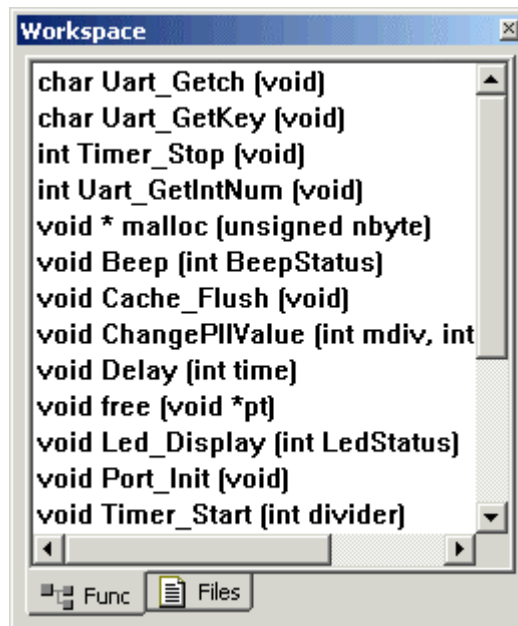 Workspace
char Uart_Getch (void)
char Uart_GetKey (void)
int Timer_Stop (void)
int Uart_GetIntNum (void)
void * malloc (unsigned nbyte)
void Beep (int BeepStatus)
void Cache_Flush (void)
void ChangePllValue (int mdiv, int
void Delay (int time)
void free (void *pt)
void Led_Display (int LedStatus)
void Port_Init (void)
void Timer_Start (int divider)
Func Files